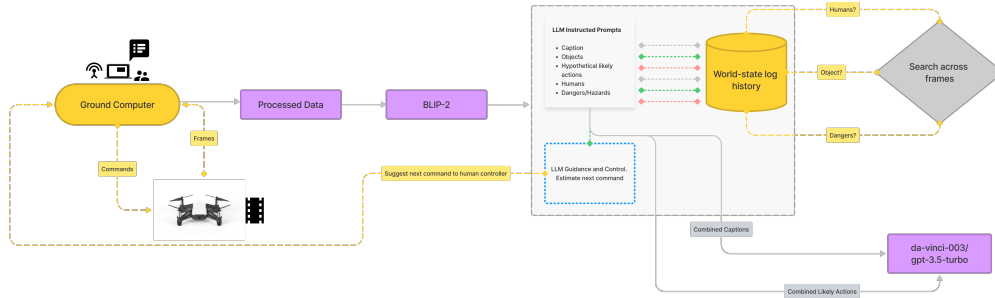 Humans?
LLM Instructed Prompts
Caption
Objects
Hypothetical likely
actions
Humans
Dangers/Hazards
World-state log
history
Object?
Search across
frames
Dangers?
Ground Computer
Processed Data
BLIP-2
Frames
Commands
Suggest next command to human controller
LLM Guidance and Control.
Estimate next command
Combined Captions
da-vinci-003/
gpt-3.5-turbo
Combined Likely Actions